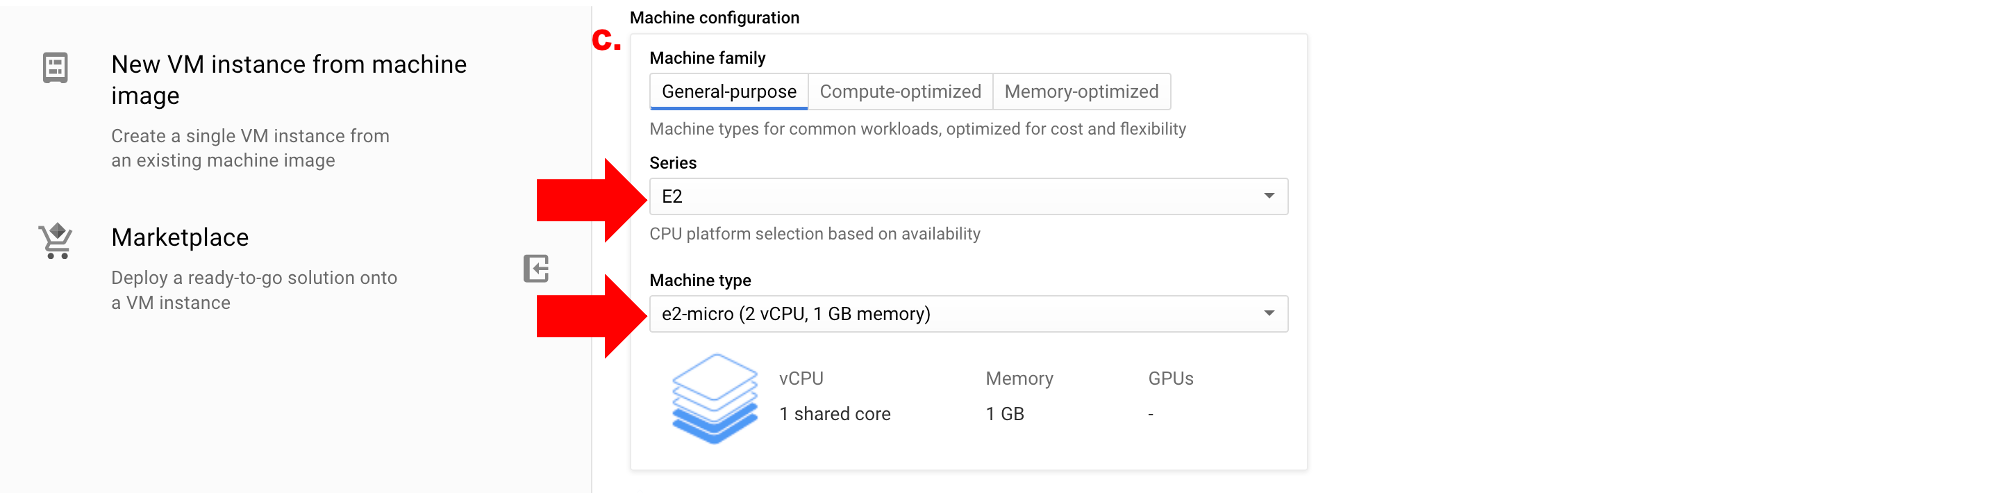 New VM instance from machine
image
Create a single VM instance from
an existing machine image
Marketplace
Deploy a ready-to-go solution onto
a VM instance
Machine configuration
c.
Machine family
General-purpose Compute-optimized Memory-optimized
Machine types for common workloads, optimized for cost and flexibility
Series
E2
CPU platform selection based on availability
Machine type
e2-micro (2 vCPU, 1 GB memory)
vCPU Memory GPUs
1 shared core 1 GB -